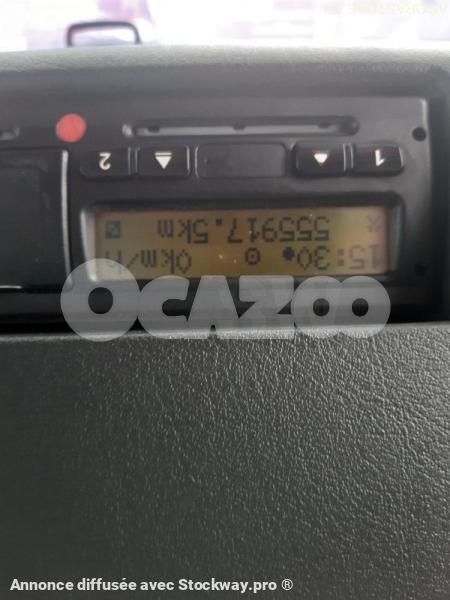 15:30 0km/h
555917.5km
1
2
OCAZOO
Annonce diffusée avec Stockway.pro ®